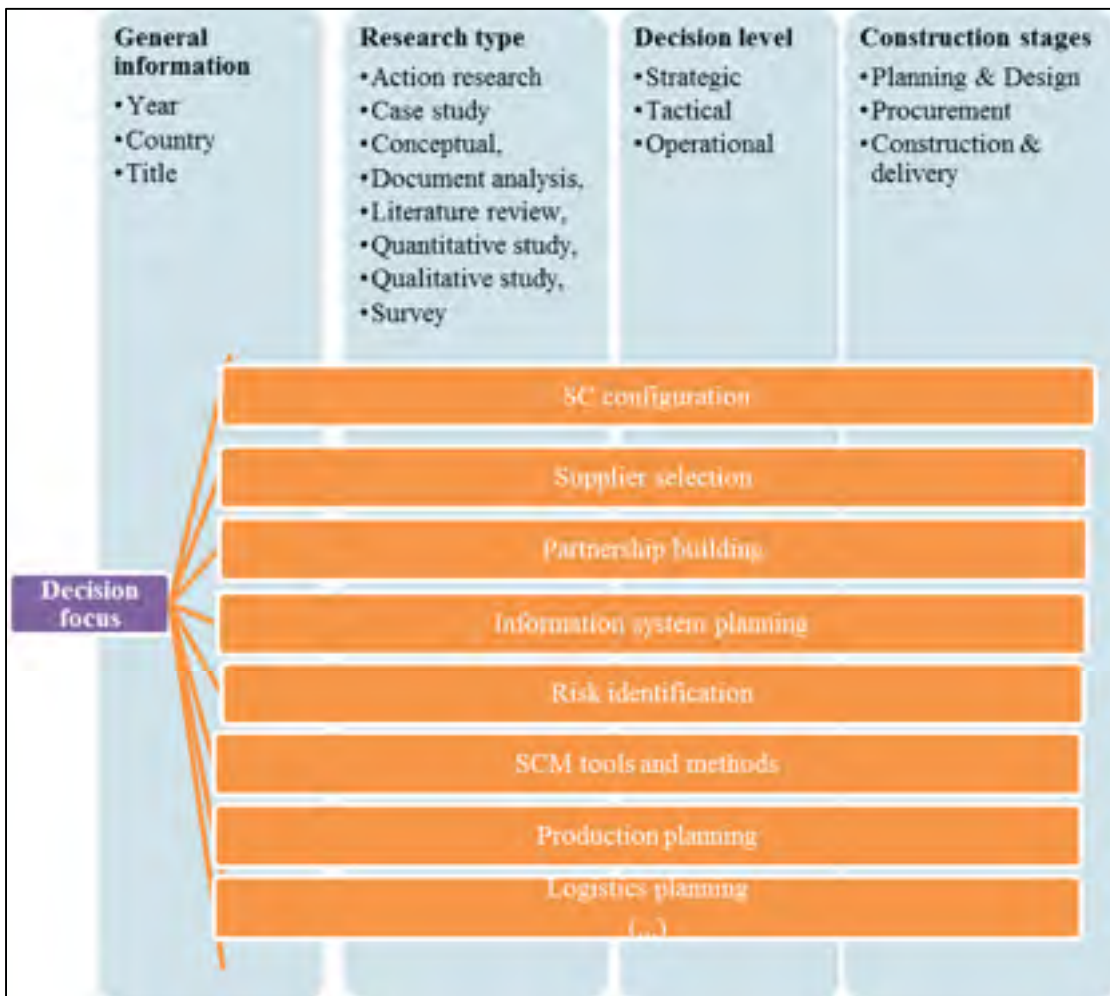 General
information
•Year
•Country
•Title
Research type
•Action research
•Case study
•Conceptual,
•Document analysis,
•Literature review,
•Quantitative study,
•Qualitative study,
•Survey
Decision level
•Strategic
•Tactical
•Operational
Construction stages
•Planning & Design
•Procurement
•Construction &
delivery
Decision
focus
SC configuration
Supplier selection
Partnership building
Information system planning
Risk identification
SCM tools and methods
Production planning
Logistics planning
(...)